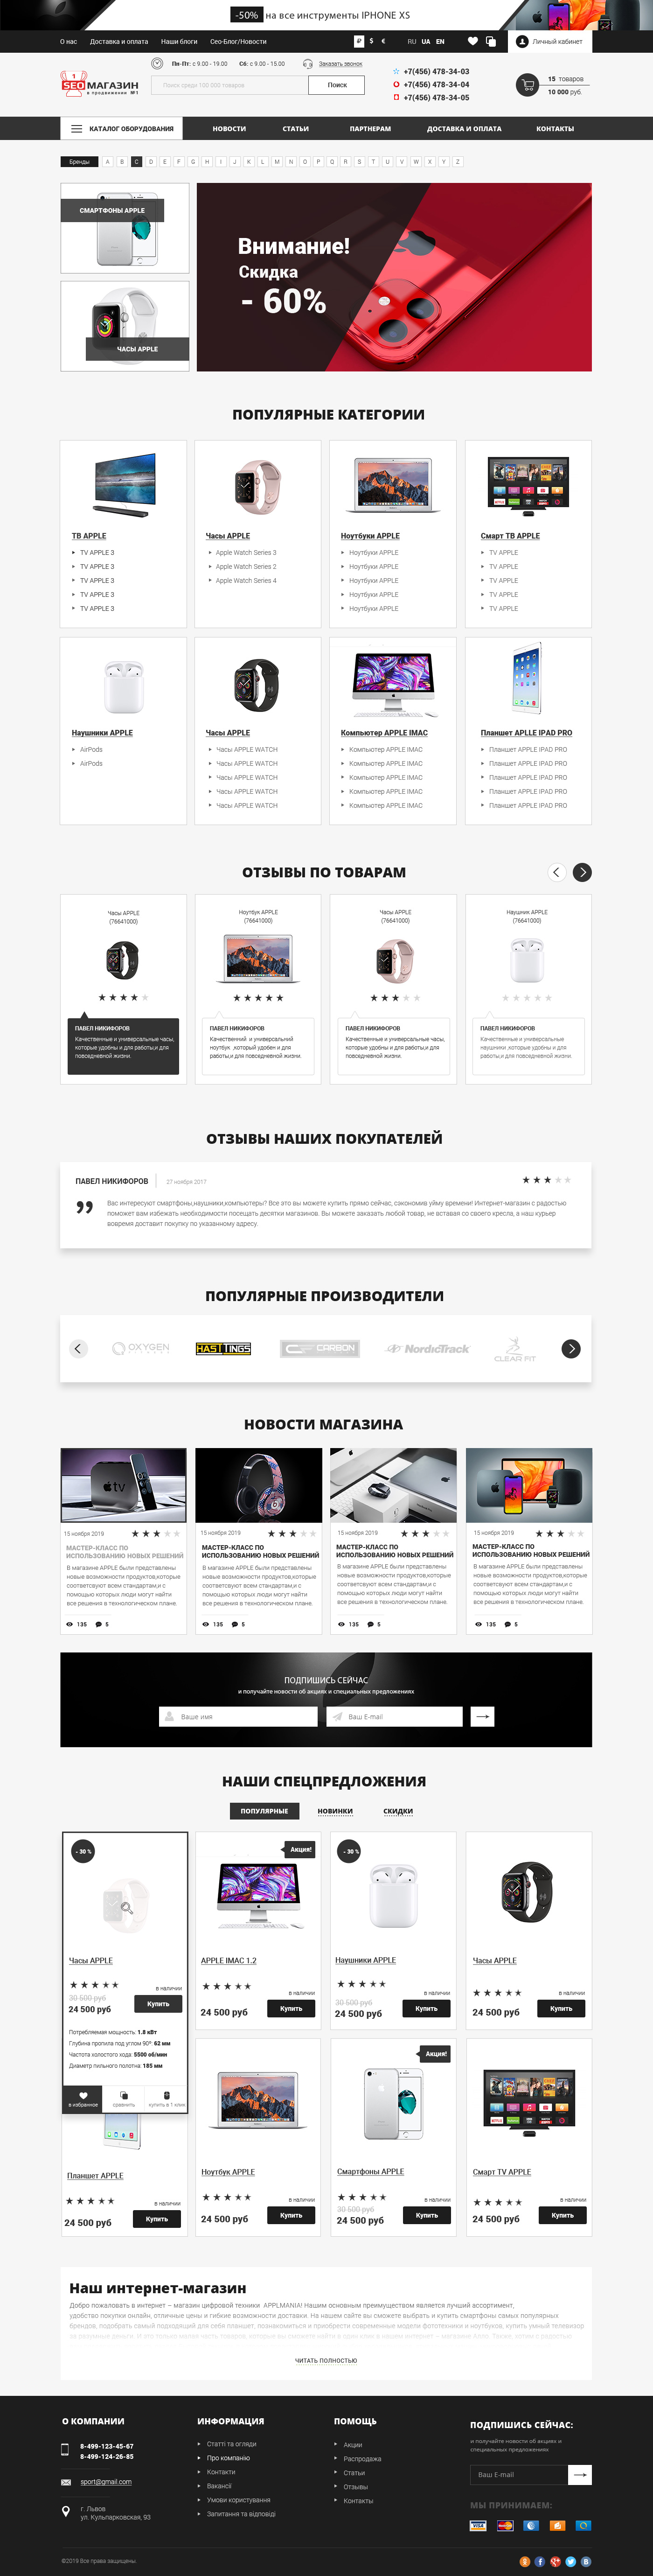 -50% на все инструменты IPHONE XS
О нас Доставка и оплата Наши блоги Сео-Блог/Новости ₽ $ € RU UA EN Личный кабинет
Пн-Пт: с 9.00 - 19.00 Сб: с 9.00 - 15.00 Заказать звонок
SEO МАГАЗИН
в продвижении №1
Поиск среди 100 000 товаров Поиск
+7(456) 478-34-03
+7(456) 478-34-04
+7(456) 478-34-05
15 товаров
10 000 руб.
КАТАЛОГ ОБОРУДОВАНИЯ НОВОСТИ СТАТЬИ ПАРТНЕРАМ ДОСТАВКА И ОПЛАТА КОНТАКТЫ
Бренды A B C D E F G H I J K L M N O P Q R S T U V W X Y Z
СМАРТФОНЫ APPLE
ЧАСЫ APPLE
Внимание!
Скидка
- 60%
ПОПУЛЯРНЫЕ КАТЕГОРИИ
ТВ APPLE
TV APPLE 3
TV APPLE 3
TV APPLE 3
TV APPLE 3
TV APPLE 3
Часы APPLE
Apple Watch Series 3
Apple Watch Series 2
Apple Watch Series 4
Ноутбуки APPLE
Ноутбуки APPLE
Ноутбуки APPLE
Ноутбуки APPLE
Ноутбуки APPLE
Ноутбуки APPLE
Смарт ТВ APPLE
TV APPLE
TV APPLE
TV APPLE
TV APPLE
TV APPLE
Наушники APPLE
AirPods
AirPods
Часы APPLE
Часы APPLE WATCH
Часы APPLE WATCH
Часы APPLE WATCH
Часы APPLE WATCH
Часы APPLE WATCH
Компьютер APPLE IMAC
Компьютер APPLE IMAC
Компьютер APPLE IMAC
Компьютер APPLE IMAC
Компьютер APPLE IMAC
Компьютер APPLE IMAC
Планшет APLLE IPAD PRO
Планшет APPLE IPAD PRO
Планшет APPLE IPAD PRO
Планшет APPLE IPAD PRO
Планшет APPLE IPAD PRO
Планшет APPLE IPAD PRO
ОТЗЫВЫ ПО ТОВАРАМ
Часы APPLE
(76641000)
ПАВЕЛ НИКИФОРОВ
Качественные и универсальные часы,
которые удобны и для работы,и для
повседневной жизни.
Ноутбук APPLE
(76641000)
ПАВЕЛ НИКИФОРОВ
Качественнный и универсальный
ноутбук ,который удобен и для
работы,и для повседневной жизни.
Часы APPLE
(76641000)
ПАВЕЛ НИКИФОРОВ
Качественные и универсальные часы,
которые удобны и для работы,и для
повседневной жизни.
Наушник APPLE
(76641000)
ПАВЕЛ НИКИФОРОВ
Качественные и универсальные
наушники ,которые удобны и для
работы,и для повседневной жизни.
ОТЗЫВЫ НАШИХ ПОКУПАТЕЛЕЙ
ПАВЕЛ НИКИФОРОВ 27 ноября 2017
Вас интересуют смартфоны,наушники,компьютеры? Все это вы можете купить прямо сейчас, сэкономив уйму времени! Интернет-магазин с радостью
поможет вам избежать необходимости посещать десятки магазинов. Вы можете заказать любой товар, не вставая со своего кресла, а наш курьер
вовремя доставит покупку по указанному адресу.
ПОПУЛЯРНЫЕ ПРОИЗВОДИТЕЛИ
OXYGEN HASTTINGS CARBON NordicTrack CLEAR FIT
НОВОСТИ МАГАЗИНА
15 ноября 2019
МАСТЕР-КЛАСС ПО
ИСПОЛЬЗОВАНИЮ НОВЫХ РЕШЕНИЙ
В магазине APPLE были представлены
новые возможности продуктов,которые
соответсвуют всем стандартам,и с
помощью которых люди могут найти
все решения в технологическом плане.
135 5
15 ноября 2019
МАСТЕР-КЛАСС ПО
ИСПОЛЬЗОВАНИЮ НОВЫХ РЕШЕНИЙ
В магазине APPLE были представлены
новые возможности продуктов,которые
соответсвуют всем стандартам,и с
помощью которых люди могут найти
все решения в технологическом плане.
135 5
15 ноября 2019
МАСТЕР-КЛАСС ПО
ИСПОЛЬЗОВАНИЮ НОВЫХ РЕШЕНИЙ
В магазине APPLE были представлены
новые возможности продуктов,которые
соответсвуют всем стандартам,и с
помощью которых люди могут найти
все решения в технологическом плане.
135 5
15 ноября 2019
МАСТЕР-КЛАСС ПО
ИСПОЛЬЗОВАНИЮ НОВЫХ РЕШЕНИЙ
В магазине APPLE были представлены
новые возможности продуктов,которые
соответсвуют всем стандартам,и с
помощью которых люди могут найти
все решения в технологическом плане.
135 5
ПОДПИШИСЬ СЕЙЧАС
и получайте новости об акциях и специальных предложениях
Ваше имя Ваш E-mail
НАШИ СПЕЦПРЕДЛОЖЕНИЯ
ПОПУЛЯРНЫЕ НОВИНКИ СКИДКИ
- 30 %
Часы APPLE
в наличии
30 500 руб
24 500 руб
Купить
Потребляемая мощность: 1.8 кВт
Глубина пропила под углом 90°: 62 мм
Частота холостого хода: 5500 об/мин
Диаметр пильного полотна: 185 мм
в избранное сравнить купить в 1 клик
Акция!
APPLE IMAC 1.2
в наличии
24 500 руб Купить
- 30 %
Наушники APPLE
в наличии
30 500 руб
24 500 руб
Купить
Часы APPLE
в наличии
24 500 руб Купить
Планшет APPLE
в наличии
24 500 руб Купить
Ноутбук APPLE
в наличии
24 500 руб Купить
Акция!
Смартфоны APPLE
в наличии
30 500 руб
24 500 руб
Купить
Смарт TV APPLE
в наличии
24 500 руб Купить
Наш интернет-магазин
Добро пожаловать в интернет – магазин цифровой техники APPLMANIA! Нашим основным преимуществом является лучший ассортимент,
удобство покупки онлайн, отличные цены и гибкие возможности доставки. На нашем сайте вы сможете выбрать и купить смартфоны самых популярных
брендов, подобрать самый подходящий для себя планшет, познакомиться и приобрести современные модели фототехники и ноутбуков, купить умный телевизор
ЧИТАТЬ ПОЛНОСТЬЮ
О КОМПАНИИ
8-499-123-45-67
8-499-124-26-85
sport@gmail.com
г. Львов
ул. Кульпарковская, 93
ИНФОРМАЦИЯ
Статті та огляди
Про компанію
Контакти
Вакансії
Умови користування
Запитання та відповіді
ПОМОЩЬ
Акции
Распродажа
Статьи
Отзывы
Контакты
ПОДПИШИСЬ СЕЙЧАС:
и получайте новости об акциях и
специальных предложениях
Ваш E-mail
МЫ ПРИНИМАЕМ:
VISA MasterCard
©2019 Все права защищены.